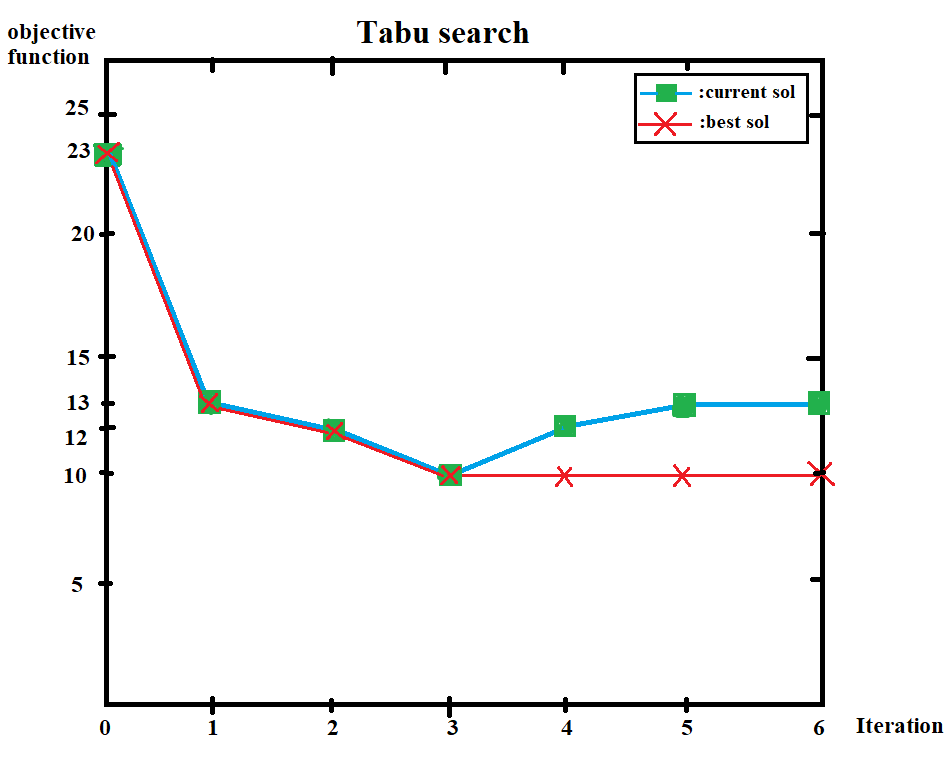 objective
function
Tabu search
:current sol
:best sol
25
23
20
15
13
12
10
5
0 1 2 3 4 5 6 Iteration